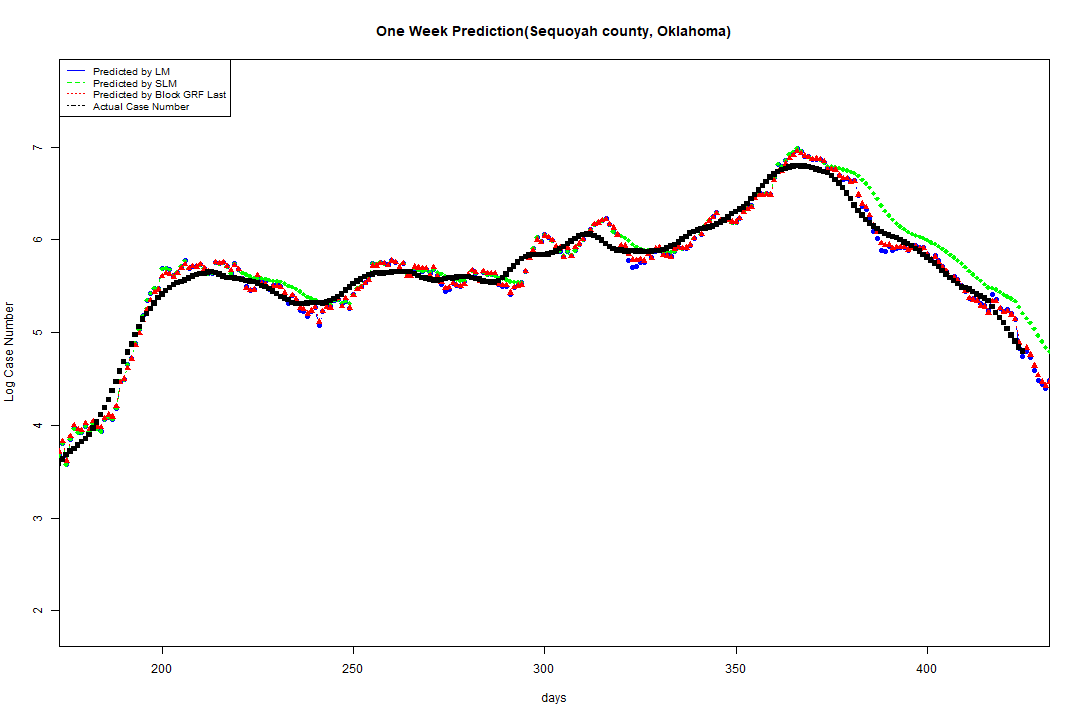 One Week Prediction(Sequoyah county, Oklahoma)
Predicted by LM
Predicted by SLM
Predicted by Block GRF Last
Actual Case Number
7
6
5
4
3
2
Log Case Number
200 250 300 350 400
days